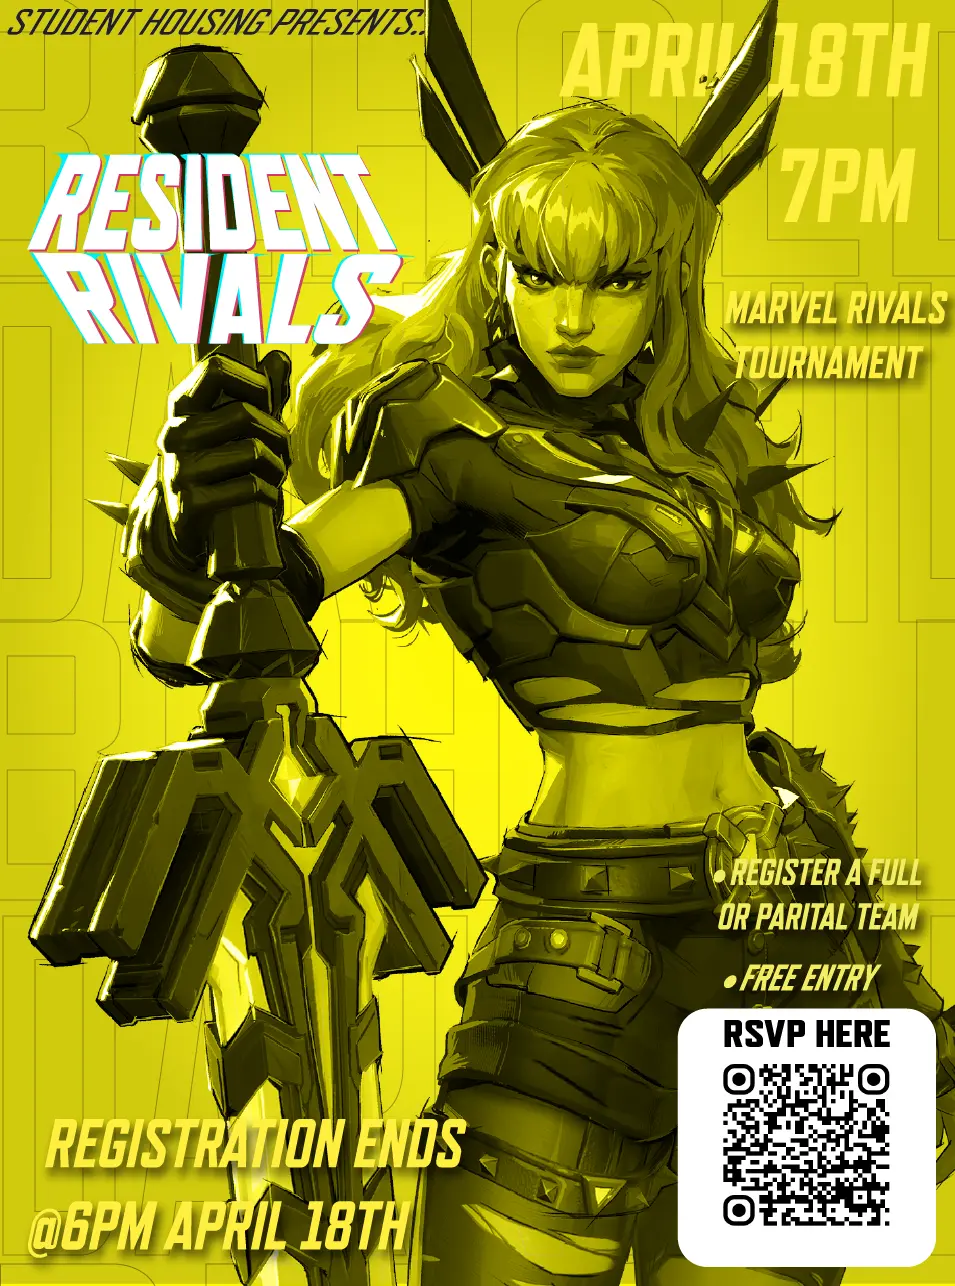 STUDENT HOUSING PRESENTS..
APRIL 18TH
7PM
RESIDENT
RIVALS
MARVEL RIVALS
TOURNAMENT
• REGISTER A FULL
OR PARITAL TEAM
• FREE ENTRY
RSVP HERE
REGISTRATION ENDS
@6PM APRIL 18TH